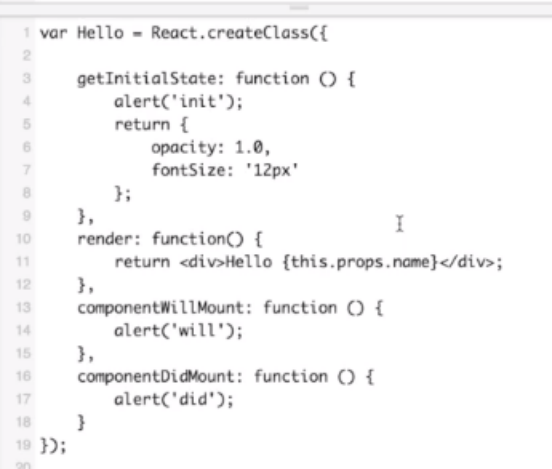 1 var Hello = React.createClass({
2
3     getInitialState: function () {
4         alert('init');
5         return {
6             opacity: 1.0,
7             fontSize: '12px'
8         };
9     },
10     render: function() {
11         return <div>Hello {this.props.name}</div>;
12     },
13     componentWillMount: function () {
14         alert('will');
15     },
16     componentDidMount: function () {
17         alert('did');
18     }
19 });
20